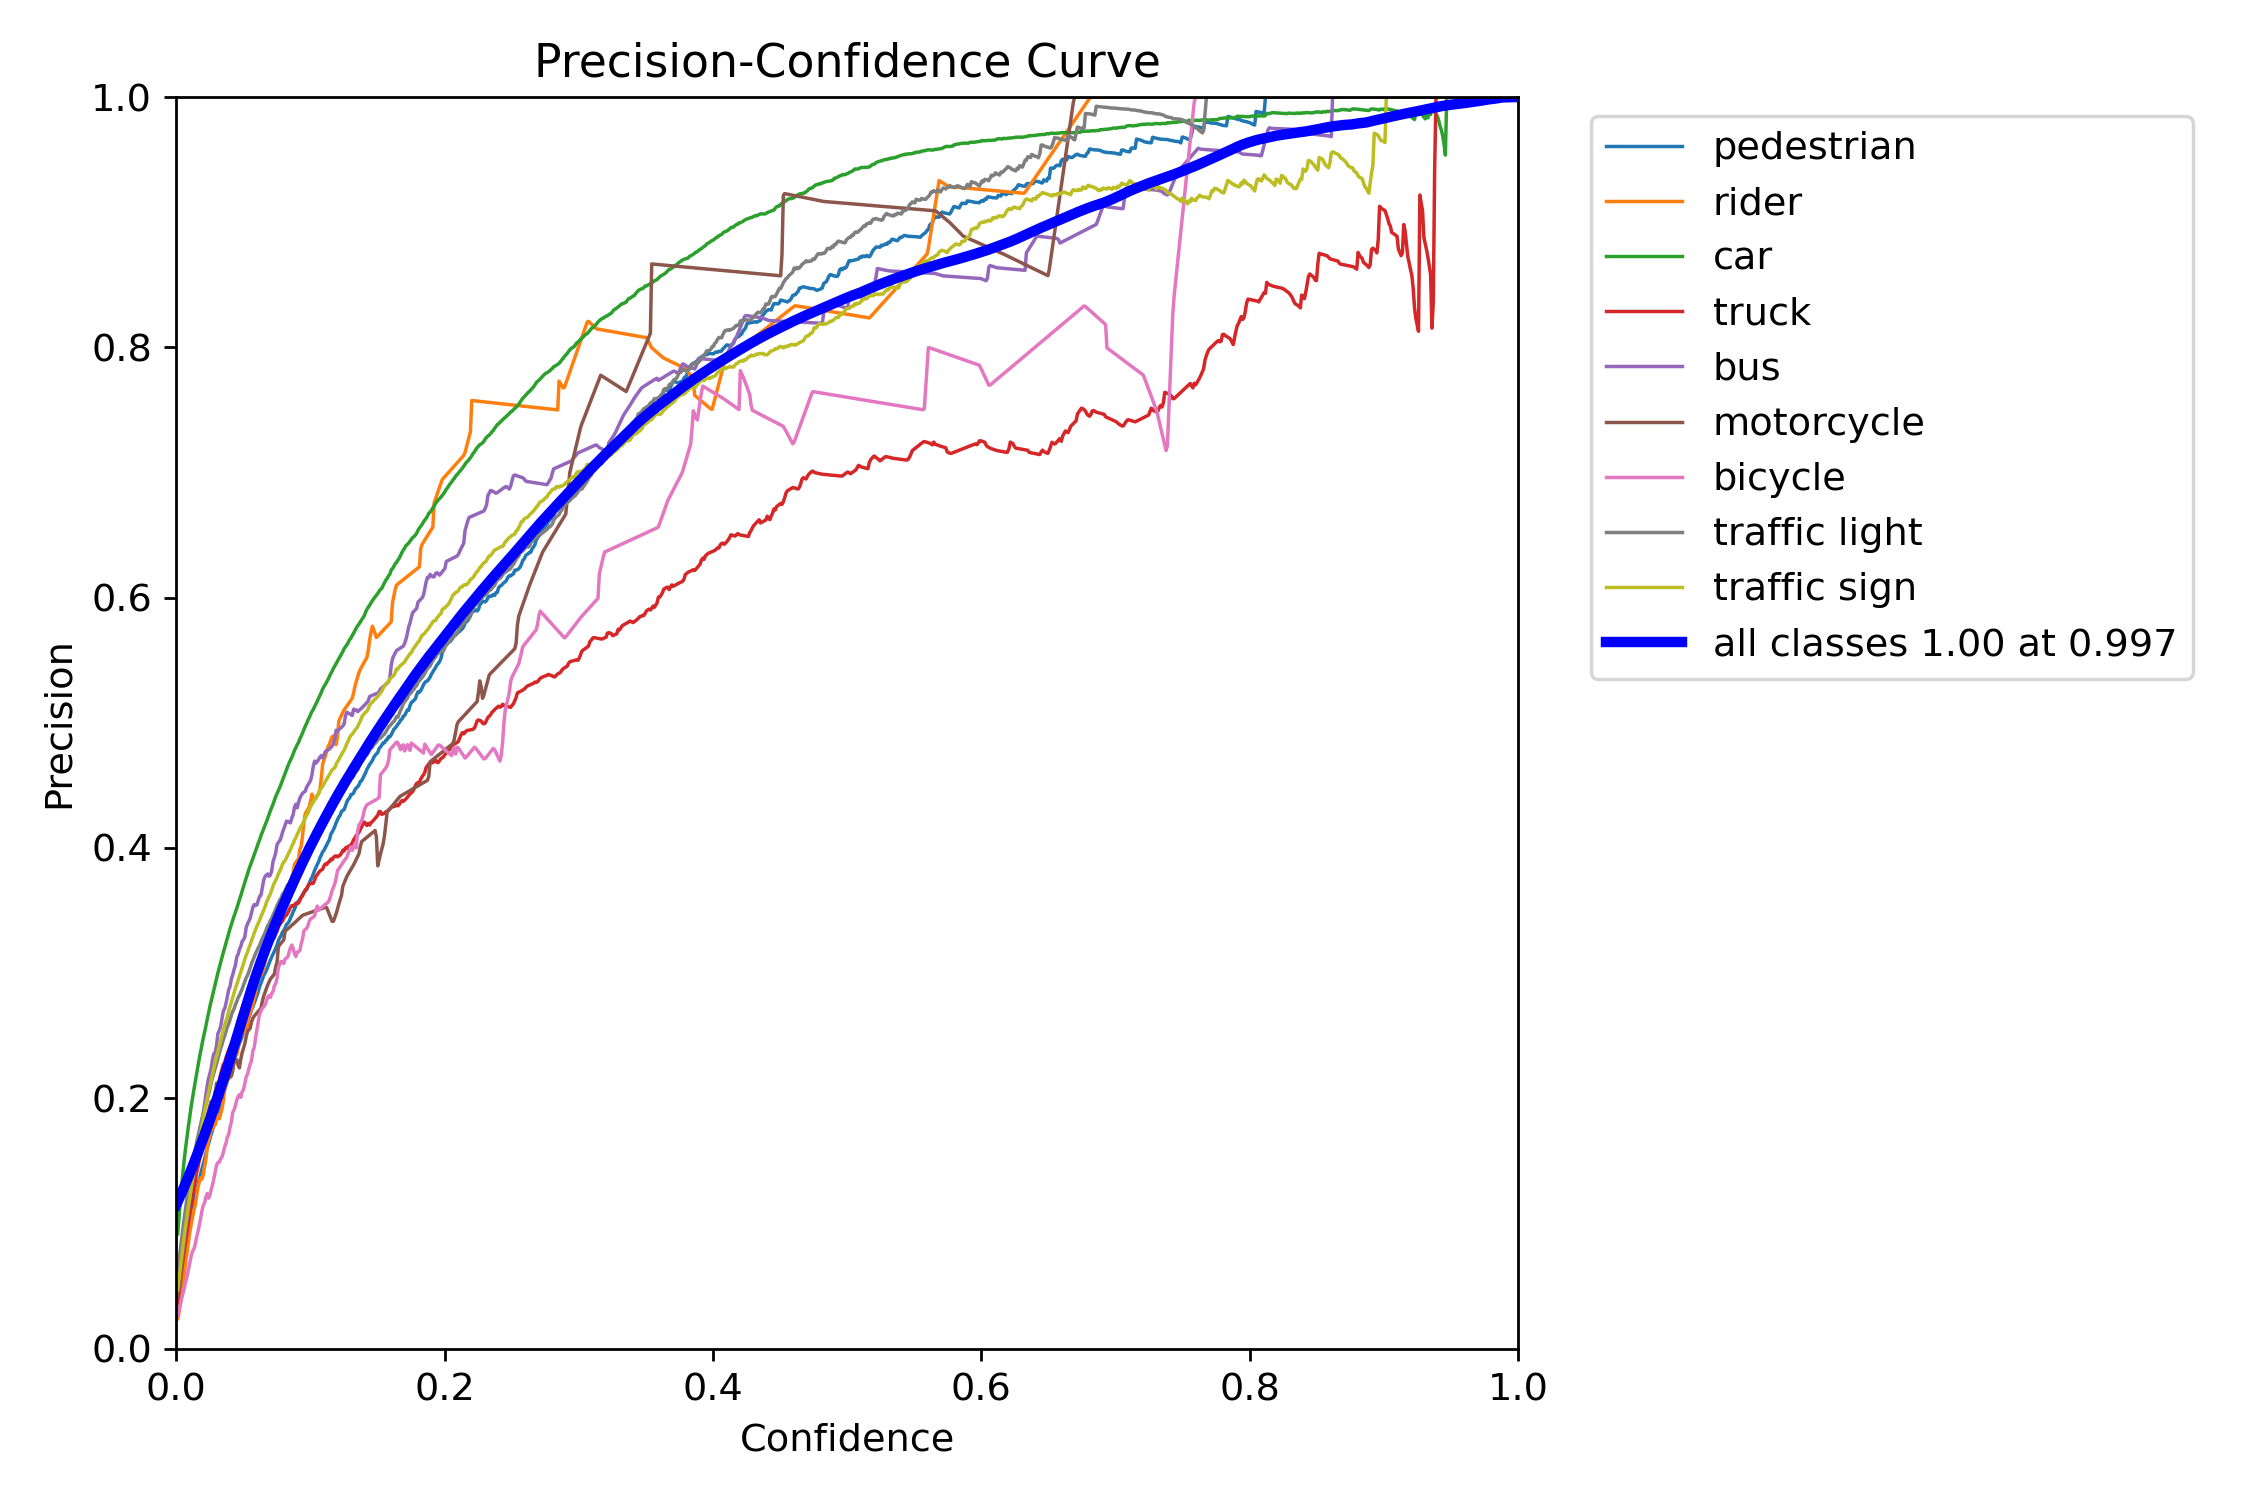 Precision-Confidence Curve
1.0
0.8
0.6
0.4
0.2
0.0
Precision
0.0 0.2 0.4 0.6 0.8 1.0
Confidence
pedestrian
rider
car
truck
bus
motorcycle
bicycle
traffic light
traffic sign
all classes 1.00 at 0.997